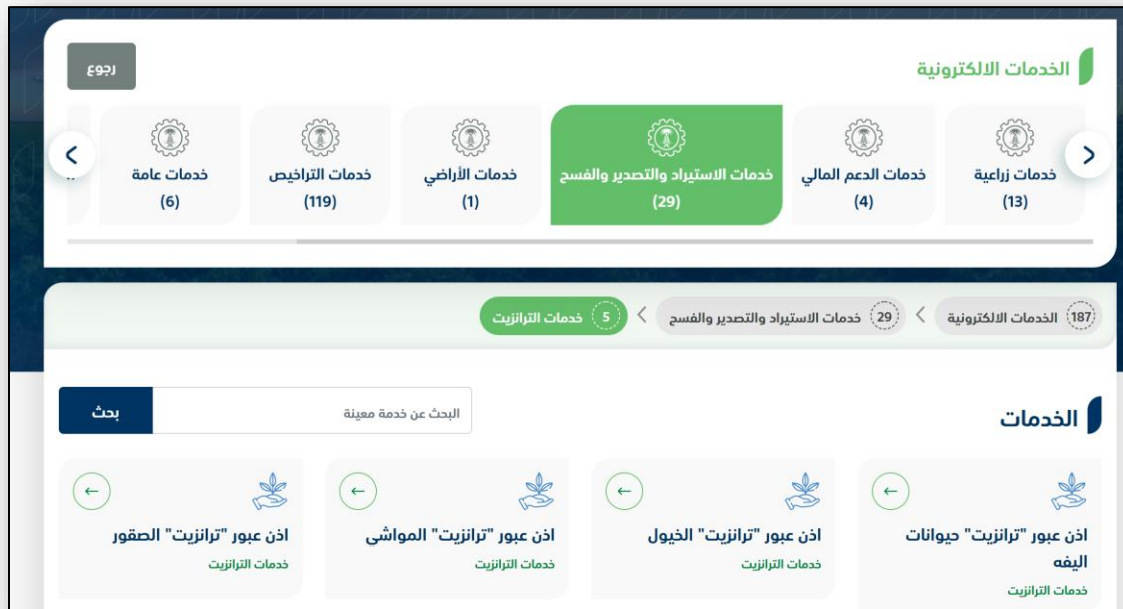 الخدمات الالكترونية
رجوع
خدمات زراعية
(13)
خدمات الدعم المالي
(4)
خدمات الاستيراد والتصدير والفسح
(29)
خدمات الأراضي
(1)
خدمات التراخيص
(119)
خدمات عامة
(6)
(187) الخدمات الالكترونية
(29) خدمات الاستيراد والتصدير والفسح
(5) خدمات الترانزيت
الخدمات
البحث عن خدمة معينة
بحث
اذن عبور "ترانزيت" حيوانات
اليفه
خدمات الترانزيت
اذن عبور "ترانزيت" الخيول
خدمات الترانزيت
اذن عبور "ترانزيت" المواشي
خدمات الترانزيت
اذن عبور "ترانزيت" الصقور
خدمات الترانزيت